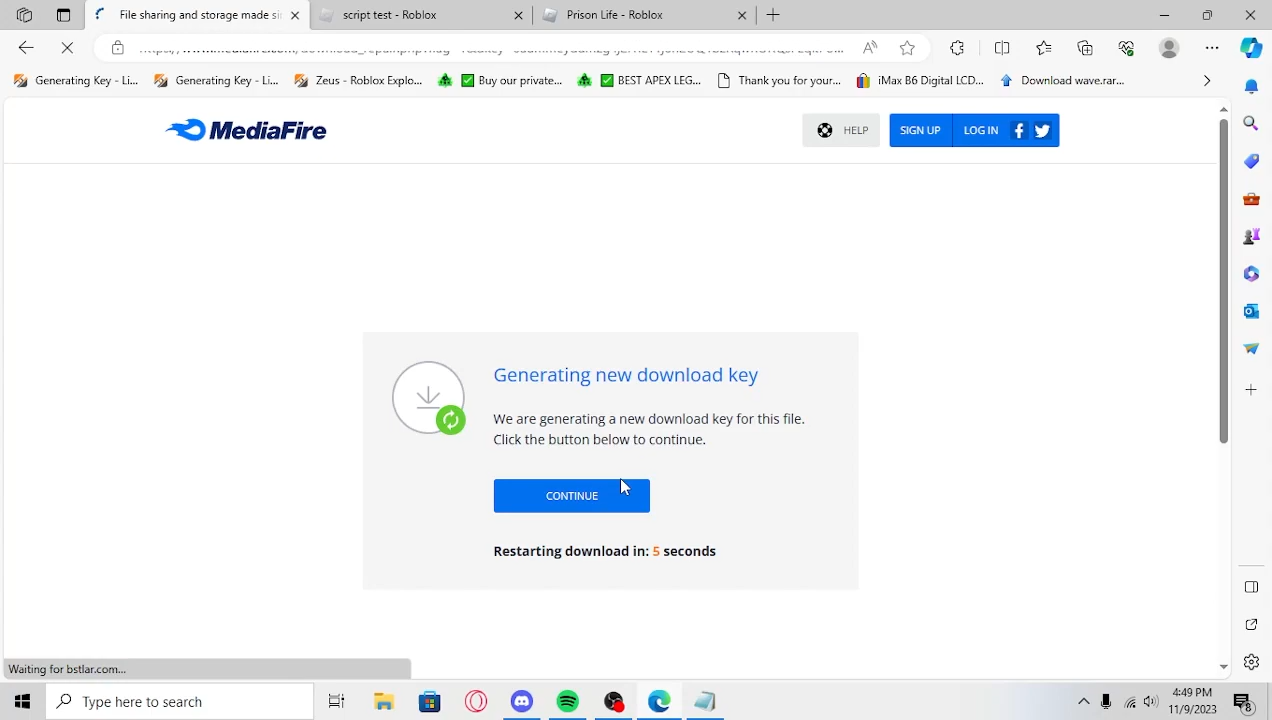 File sharing and storage made si
script test - Roblox
Prison Life - Roblox
Generating Key - Li...
Generating Key - Li...
Zeus - Roblox Explo...
Buy our private...
BEST APEX LEG...
Thank you for your...
iMax B6 Digital LCD...
Download wave.rar...
MediaFire
HELP
SIGN UP
LOG IN
Generating new download key
We are generating a new download key for this file.
Click the button below to continue.
CONTINUE
Restarting download in: 5 seconds
Waiting for bstlar.com...
Type here to search
4:49 PM
11/9/2023
8